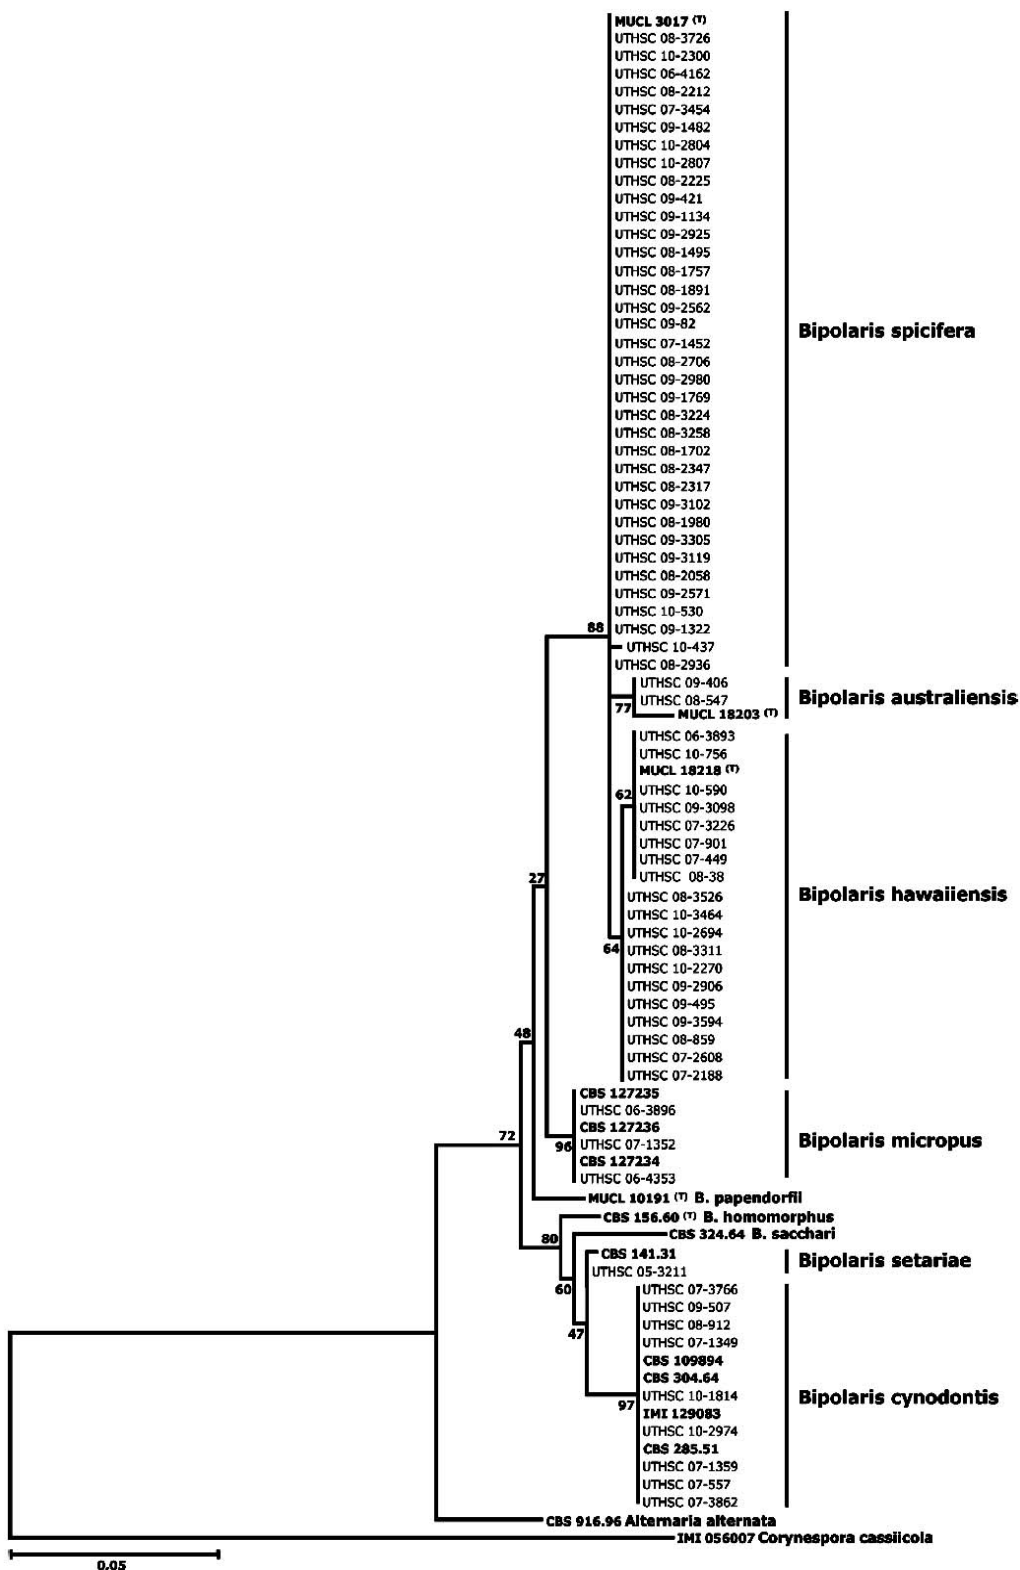 MUCL 3017 (T)
UTHSC 08-3726
UTHSC 10-2300
UTHSC 06-4162
UTHSC 08-2212
UTHSC 07-3454
UTHSC 09-1482
UTHSC 10-2804
UTHSC 10-2807
UTHSC 08-2225
UTHSC 09-421
UTHSC 09-1134
UTHSC 09-2925
UTHSC 08-1495
UTHSC 08-1757
UTHSC 08-1891
UTHSC 09-2562
UTHSC 09-82
Bipolaris spicifera
UTHSC 07-1452
UTHSC 08-2706
UTHSC 09-2980
UTHSC 09-1769
UTHSC 08-3224
UTHSC 08-3258
UTHSC 08-1702
UTHSC 08-2347
UTHSC 08-2317
UTHSC 09-3102
UTHSC 08-1980
UTHSC 09-3305
UTHSC 09-3119
UTHSC 08-2058
UTHSC 09-2571
UTHSC 10-530
88
UTHSC 09-1322
UTHSC 10-437
UTHSC 08-2936
UTHSC 09-406
UTHSC 08-547
Bipolaris australiensis
77
MUCL 18203 (T)
UTHSC 06-3893
UTHSC 10-756
MUCL 18218 (T)
62
UTHSC 10-590
UTHSC 09-3098
UTHSC 07-3226
UTHSC 07-901
UTHSC 07-449
UTHSC 08-38
27
Bipolaris hawaiiensis
UTHSC 08-3526
UTHSC 10-3464
UTHSC 10-2694
64
UTHSC 08-3311
UTHSC 10-2270
UTHSC 09-2906
UTHSC 09-495
UTHSC 09-3594
48
UTHSC 08-859
UTHSC 07-2608
UTHSC 07-2188
CBS 127235
UTHSC 06-3896
CBS 127236
72
UTHSC 07-1352
Bipolaris micropus
96
CBS 127234
UTHSC 06-4353
MUCL 10191 (T) B. papendorfil
CBS 156.60 (T) B. homomorphus
80
CBS 324.64 B. sacchari
CBS 141.31
Bipolaris setariae
UTHSC 05-3211
60
UTHSC 07-3766
UTHSC 09-507
UTHSC 08-912
47
UTHSC 07-1349
CBS 109894
CBS 304.64
UTHSC 10-1814
Bipolaris cynodontis
97
IMI 129083
UTHSC 10-2974
CBS 285.51
UTHSC 07-1359
UTHSC 07-557
UTHSC 07-3862
CBS 916.96 Alternaria alternata
IMI 056007 Corynespora cassiicola
0.05